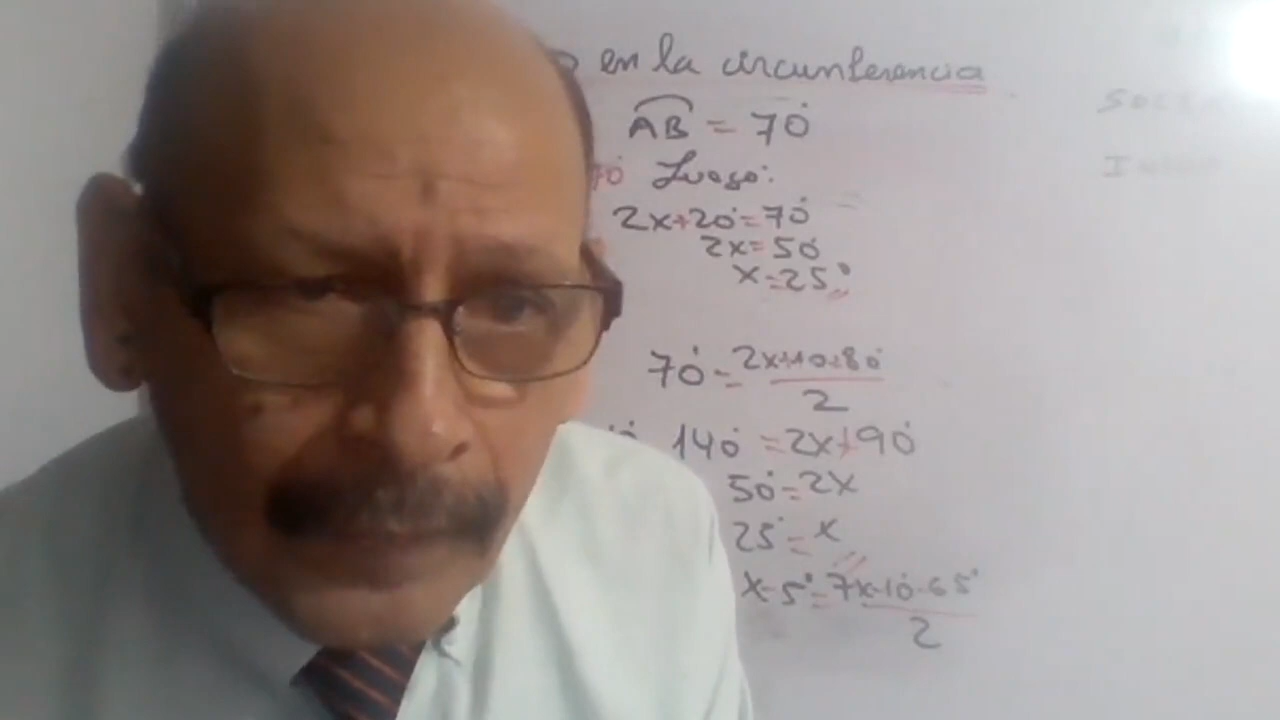 en la circunferencia
AB = 70°
70° Luego:
2x+20°=70°
2x=50°
x=25°
70°=2x+10+80°
2
140°=2x+90°
50°=2x
25°=x
x-5°=7x-10-65°
2